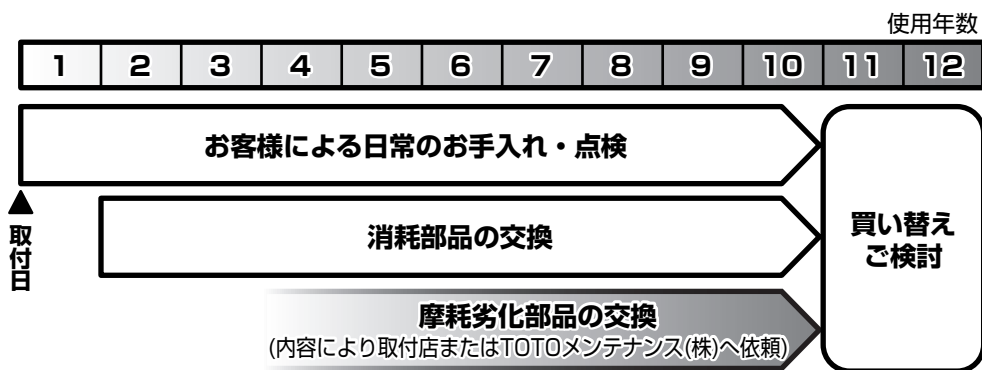 使用年数
1 2 3 4 5 6 7 8 9 10 11 12
お客様による日常のお手入れ・点検
取付日
消耗部品の交換
買い替え
ご検討
摩耗劣化部品の交換
(内容により取付店またはTOTOメンテナンス(株)へ依頼)